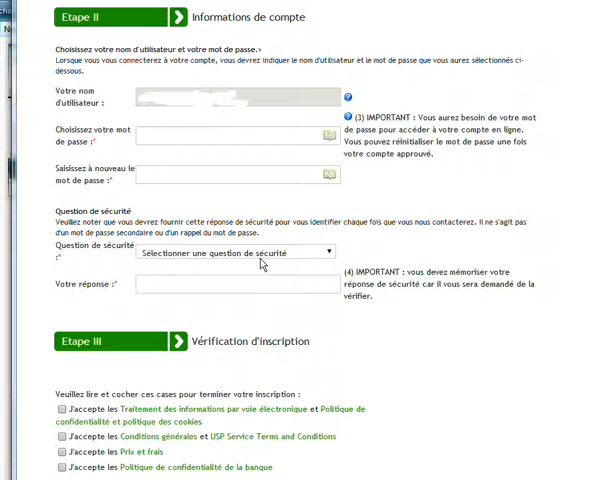 Etape II
Informations de compte
Choisissez votre nom d'utilisateur et votre mot de passe.>
Lorsque vous vous connecterez à votre compte, vous devrez indiquer le nom d'utilisateur et le mot de passe que vous aurez sélectionnés ci-
dessous.
Votre nom
d'utilisateur :
Choisissez votre mot
de passe :*
(3) IMPORTANT : Vous aurez besoin de votre mot
de passe pour accéder à votre compte en ligne.
Vous pouvez réinitialiser le mot de passe une fois
votre compte approuvé.
Saisissez à nouveau le
mot de passe :*
Question de sécurité
Veuillez noter que vous devrez fournir cette réponse de sécurité pour vous identifier chaque fois que vous nous contacterez. Il ne s'agit
pas d'un mot de passe secondaire ou d'un rappel du mot de passe.
Question de sécurité
:*
Sélectionner une question de sécurité
Votre réponse :*
(4) IMPORTANT : vous devez mémoriser votre
réponse de sécurité car il vous sera demandé de la
vérifier.
Etape III
Vérification d'inscription
Veuillez lire et cocher ces cases pour terminer votre inscription :
J'accepte les Traitement des informations par voie électronique et Politique de
confidentialité et politique des cookies
J'accepte les Conditions générales et USP Service Terms and Conditions
J'accepte les Prix et frais
J'accepte les Politique de confidentialité de la banque